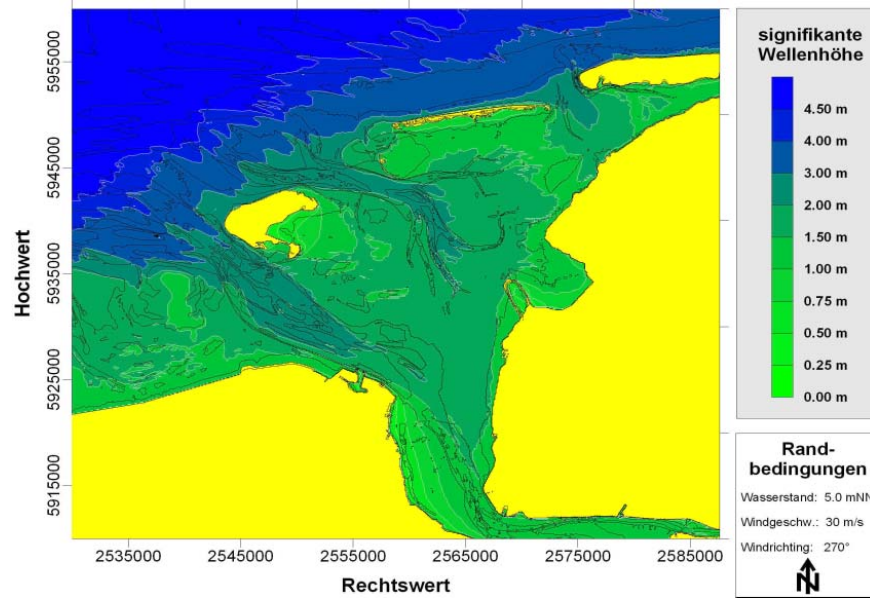 signifikante
Wellenhöhe
4.50 m
4.00 m
3.00 m
2.00 m
1.50 m
1.00 m
0.75 m
0.50 m
0.25 m
0.00 m
Rand-
bedingungen
Wasserstand: 5.0 mNN
Windgeschw.: 30 m/s
Windrichting: 270°
N
Hochwert
5955000
5945000
5935000
5925000
5915000
2535000
2545000
2555000
2565000
2575000
2585000
Rechtswert